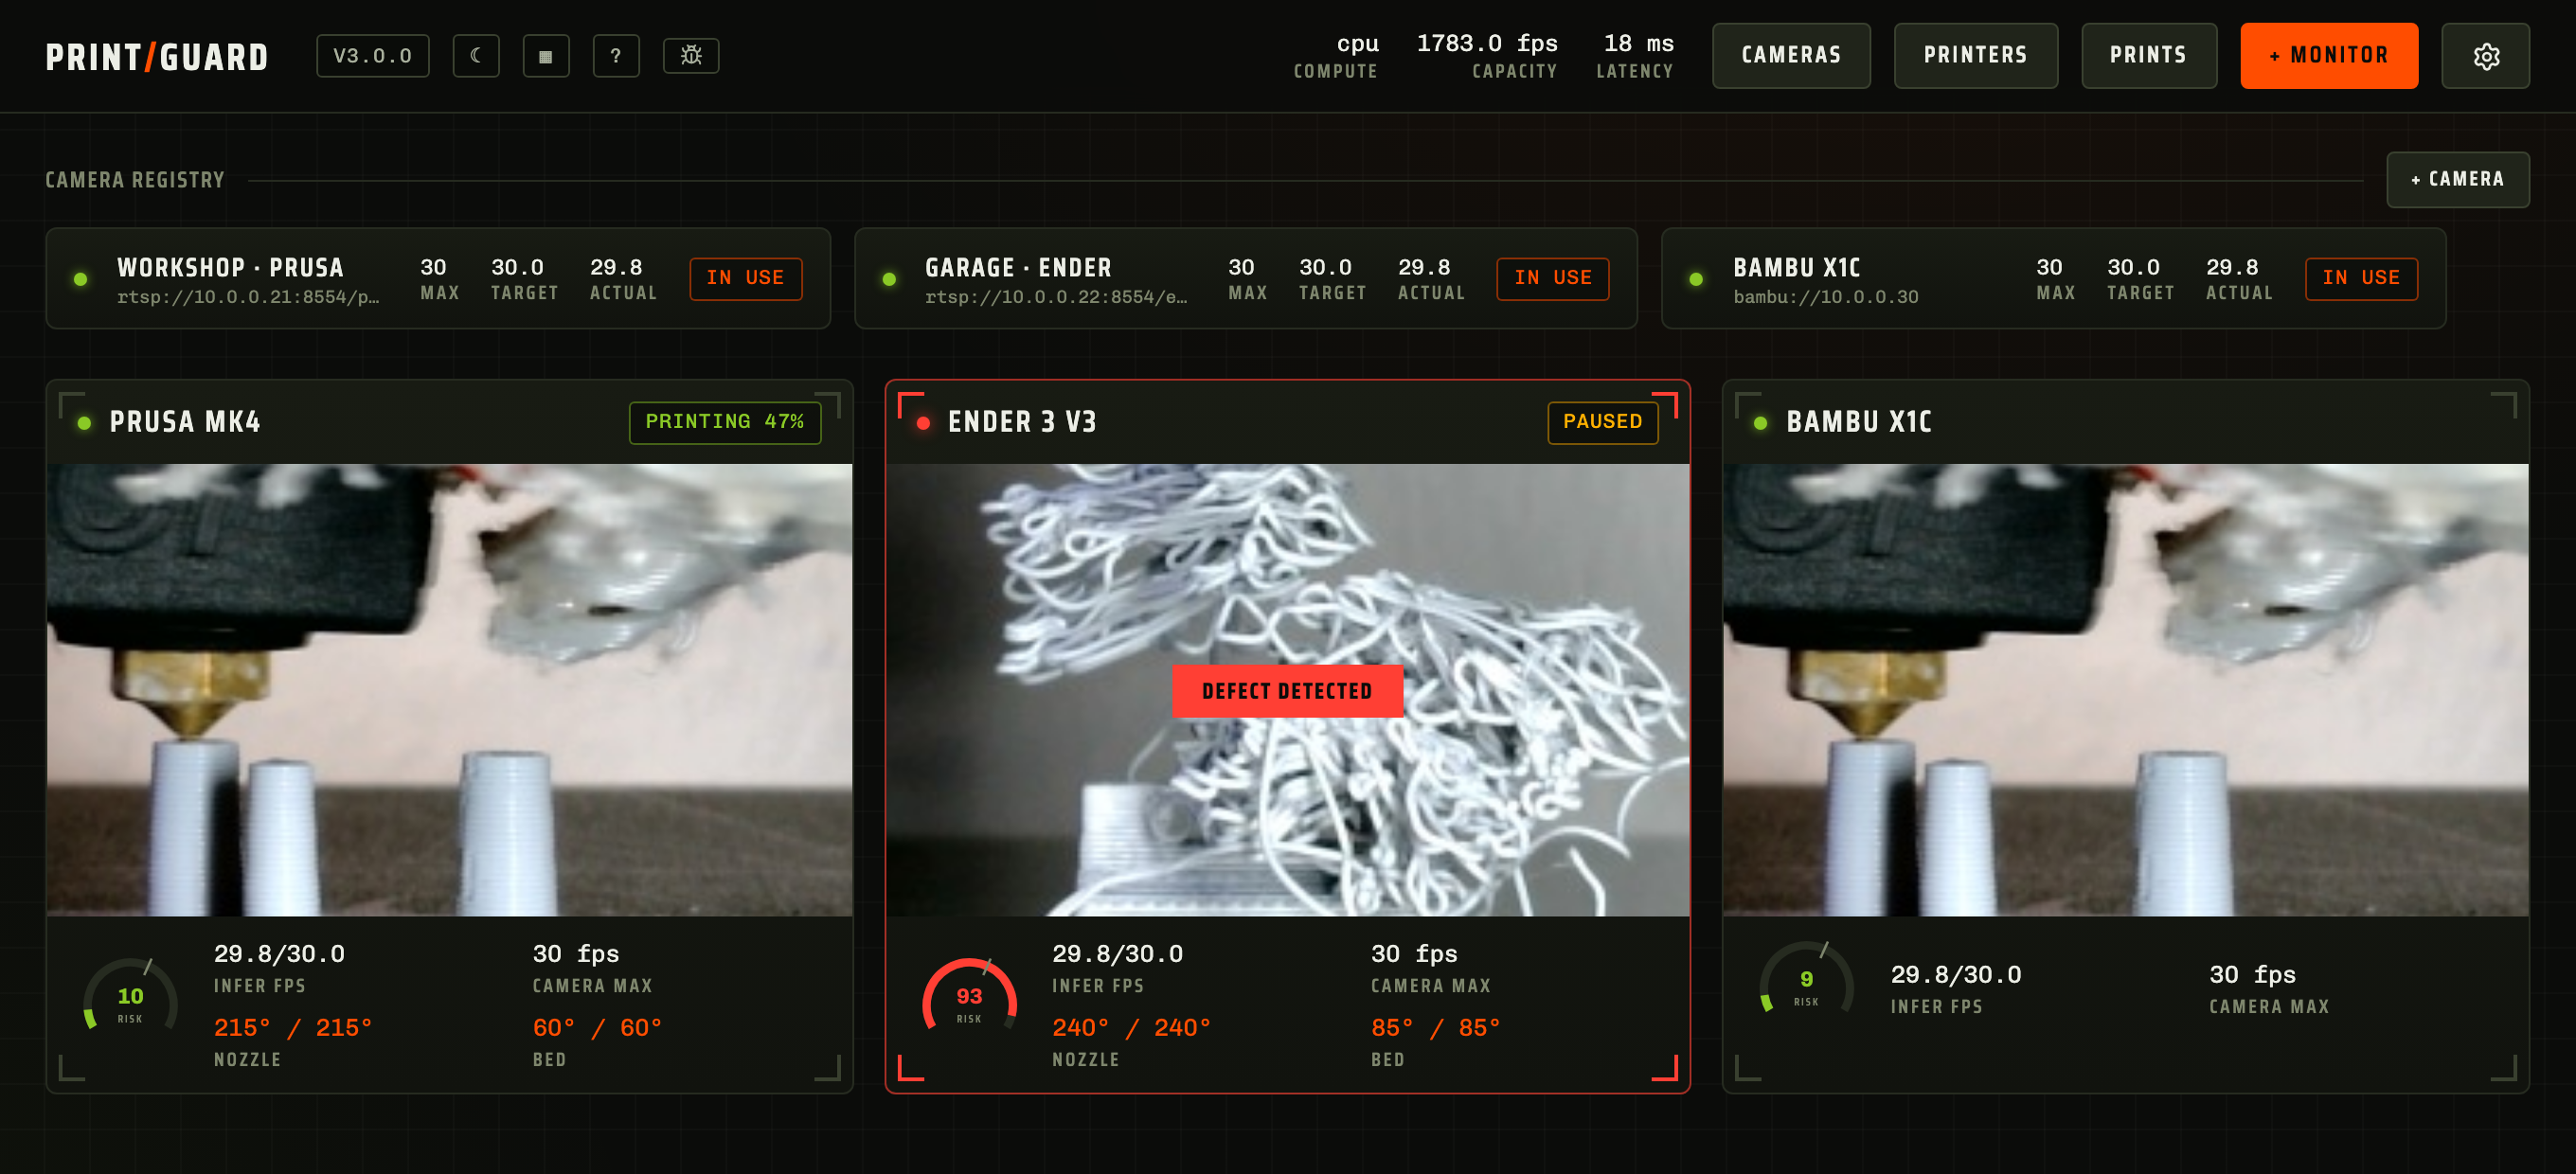 PRINT/GUARD
V3.0.0
?
cpu
COMPUTE
1783.0 fps
CAPACITY
18 ms
LATENCY
CAMERAS
PRINTERS
PRINTS
+ MONITOR
CAMERA REGISTRY
+ CAMERA
WORKSHOP · PRUSA
rtsp://10.0.0.21:8554/p…
30
MAX
30.0
TARGET
29.8
ACTUAL
IN USE
GARAGE · ENDER
rtsp://10.0.0.22:8554/e…
30
MAX
30.0
TARGET
29.8
ACTUAL
IN USE
BAMBU X1C
bambu://10.0.0.30
30
MAX
30.0
TARGET
29.8
ACTUAL
IN USE
PRUSA MK4
PRINTING 47%
10
RISK
29.8/30.0
INFER FPS
30 fps
CAMERA MAX
215° / 215°
NOZZLE
60° / 60°
BED
ENDER 3 V3
PAUSED
DEFECT DETECTED
93
RISK
29.8/30.0
INFER FPS
30 fps
CAMERA MAX
240° / 240°
NOZZLE
85° / 85°
BED
BAMBU X1C
9
RISK
29.8/30.0
INFER FPS
30 fps
CAMERA MAX